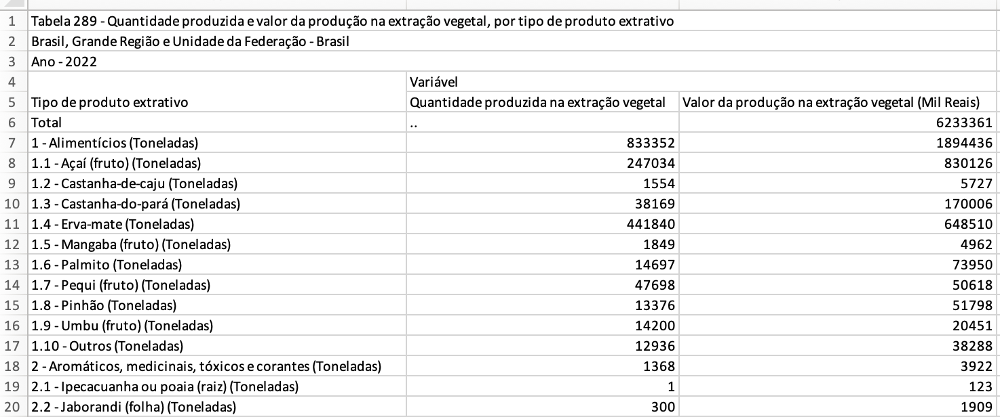 1 Tabela 289 - Quantidade produzida e valor da produção na extração vegetal, por tipo de produto extrativo
2 Brasil, Grande Região e Unidade da Federação - Brasil
3 Ano - 2022
4 Variável
5 Tipo de produto extrativo Quantidade produzida na extração vegetal Valor da produção na extração vegetal (Mil Reais)
6 Total .. 6233361
7 1 - Alimentícios (Toneladas) 833352 1894436
8 1.1 - Açaí (fruto) (Toneladas) 247034 830126
9 1.2 - Castanha-de-caju (Toneladas) 1554 5727
10 1.3 - Castanha-do-pará (Toneladas) 38169 170006
11 1.4 - Erva-mate (Toneladas) 441840 648510
12 1.5 - Mangaba (fruto) (Toneladas) 1849 4962
13 1.6 - Palmito (Toneladas) 14697 73950
14 1.7 - Pequi (fruto) (Toneladas) 47698 50618
15 1.8 - Pinhão (Toneladas) 13376 51798
16 1.9 - Umbu (fruto) (Toneladas) 14200 20451
17 1.10 - Outros (Toneladas) 12936 38288
18 2 - Aromáticos, medicinais, tóxicos e corantes (Toneladas) 1368 3922
19 2.1 - Ipecacuanha ou poaia (raiz) (Toneladas) 1 123
20 2.2 - Jaborandi (folha) (Toneladas) 300 1909